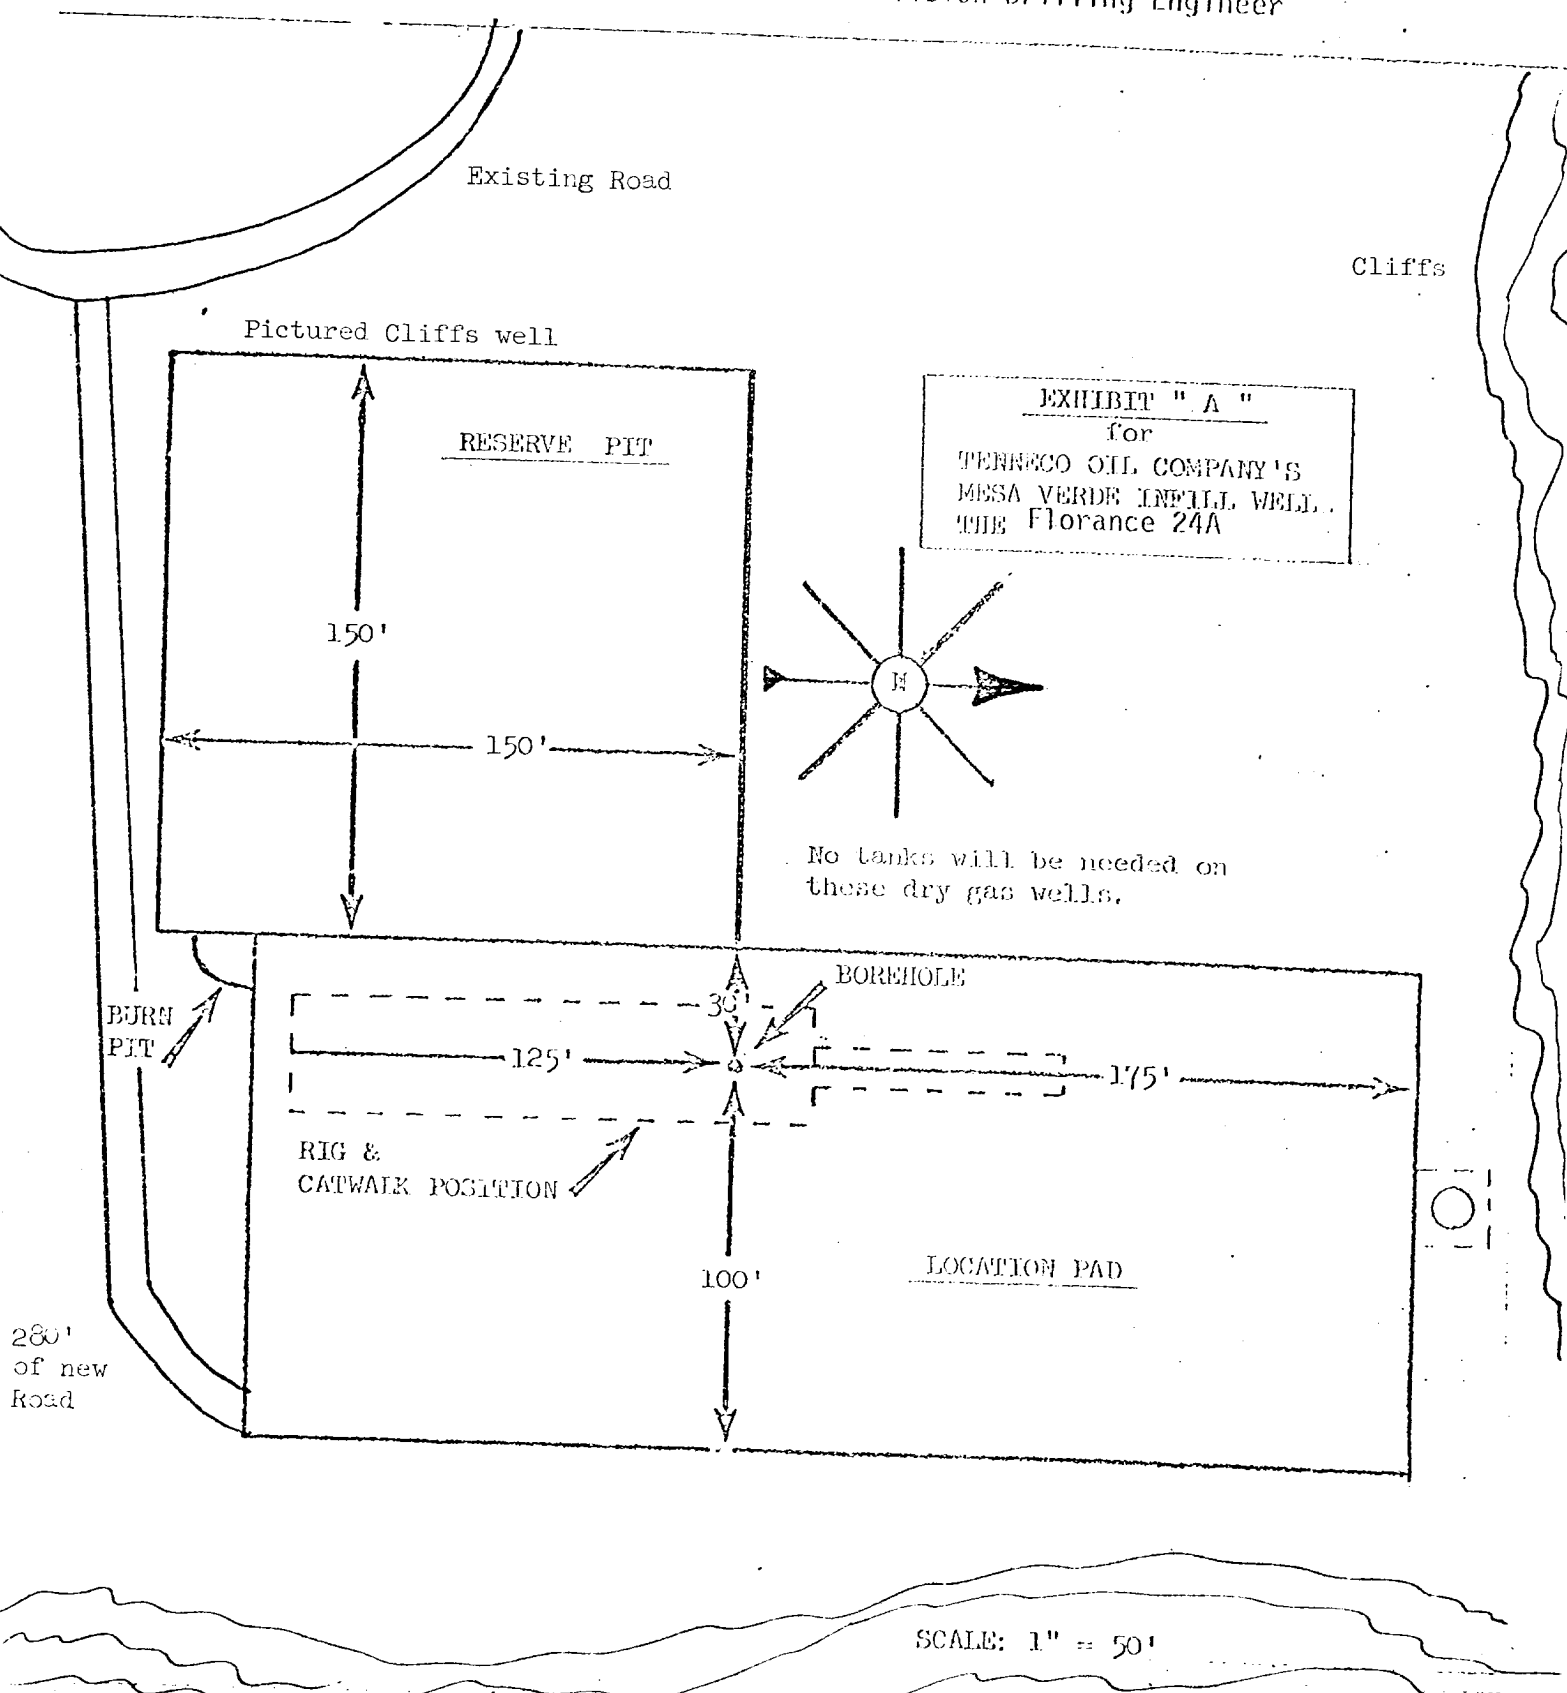 Drilling Engineer
Existing Road
Cliffs
Pictured Cliffs well
RESERVE PIT
EXHIBIT " A "
for
TENNECO OIL COMPANY'S
MESA VERDE INFILL WELL
THE Florance 24A
150'
N
150'
No tanks will be needed on
these dry gas wells.
BOREHOLE
BURN
PIT
125'
175'
RIG &
CATWALK POSITION
LOCATION PAD
100'
280'
of new
Road
SCALE: 1" = 50'